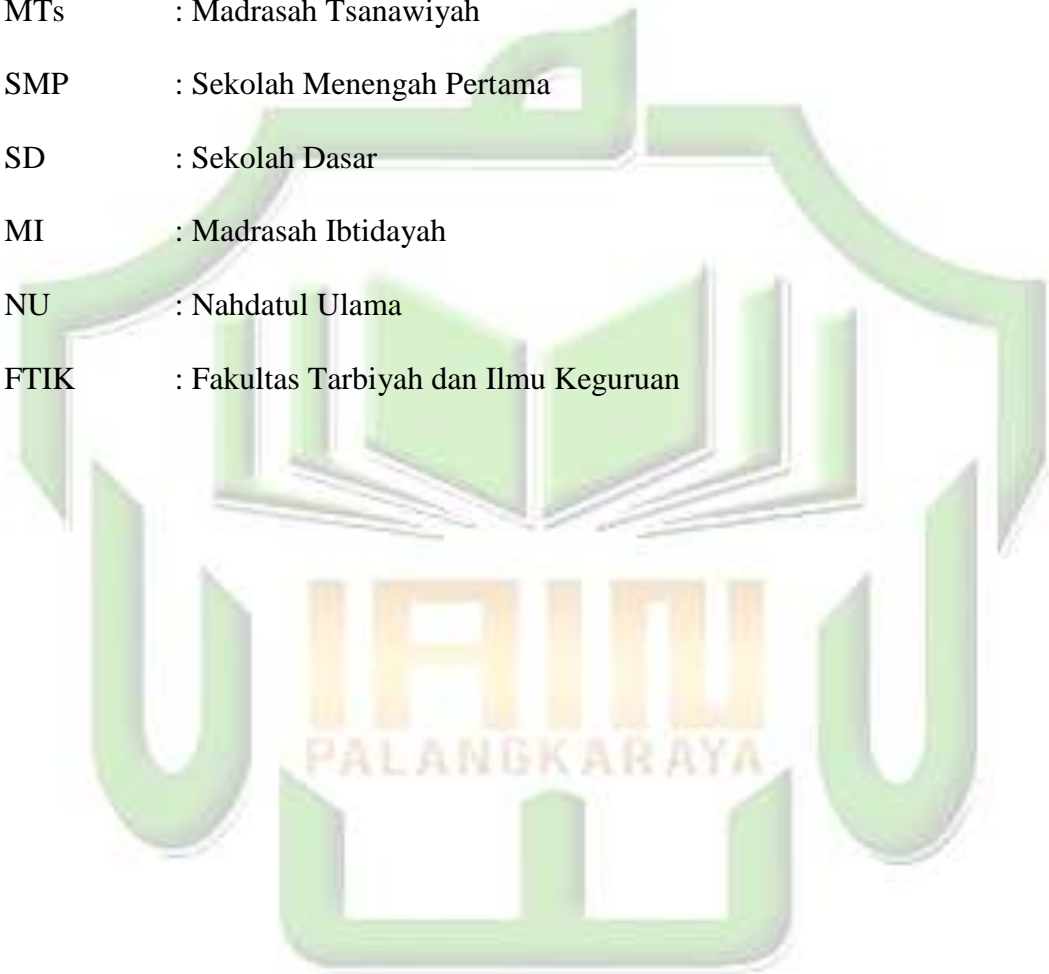 MTs : Madrasah Tsanawiyah
SMP : Sekolah Menengah Pertama
SD : Sekolah Dasar
MI : Madrasah Ibtidayah
NU : Nahdatul Ulama
FTIK : Fakultas Tarbiyah dan Ilmu Keguruan
IAIN
PALANGKARAYA